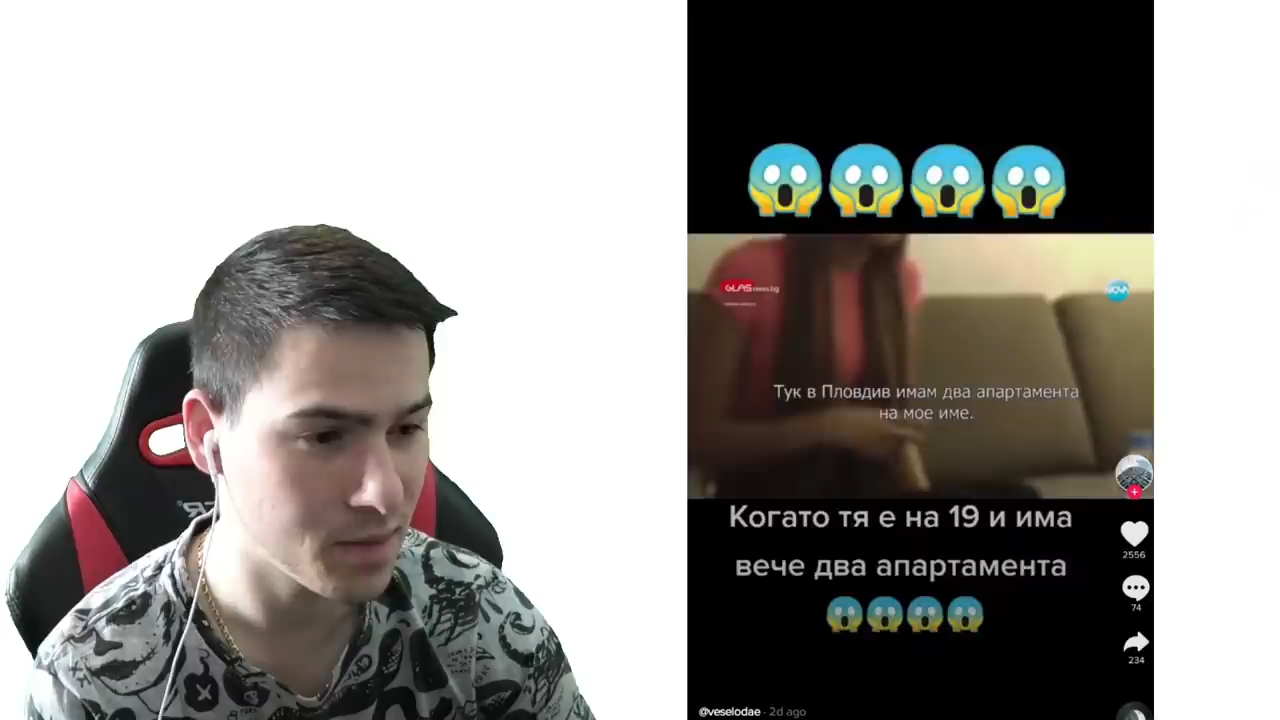 GLAS news.bg
NOVA
Тук в Пловдив имам два апартамента
на мое име.
Когато тя е на 19 и има
вече два апартамента
2556
74
234
@veselodae · 2d ago